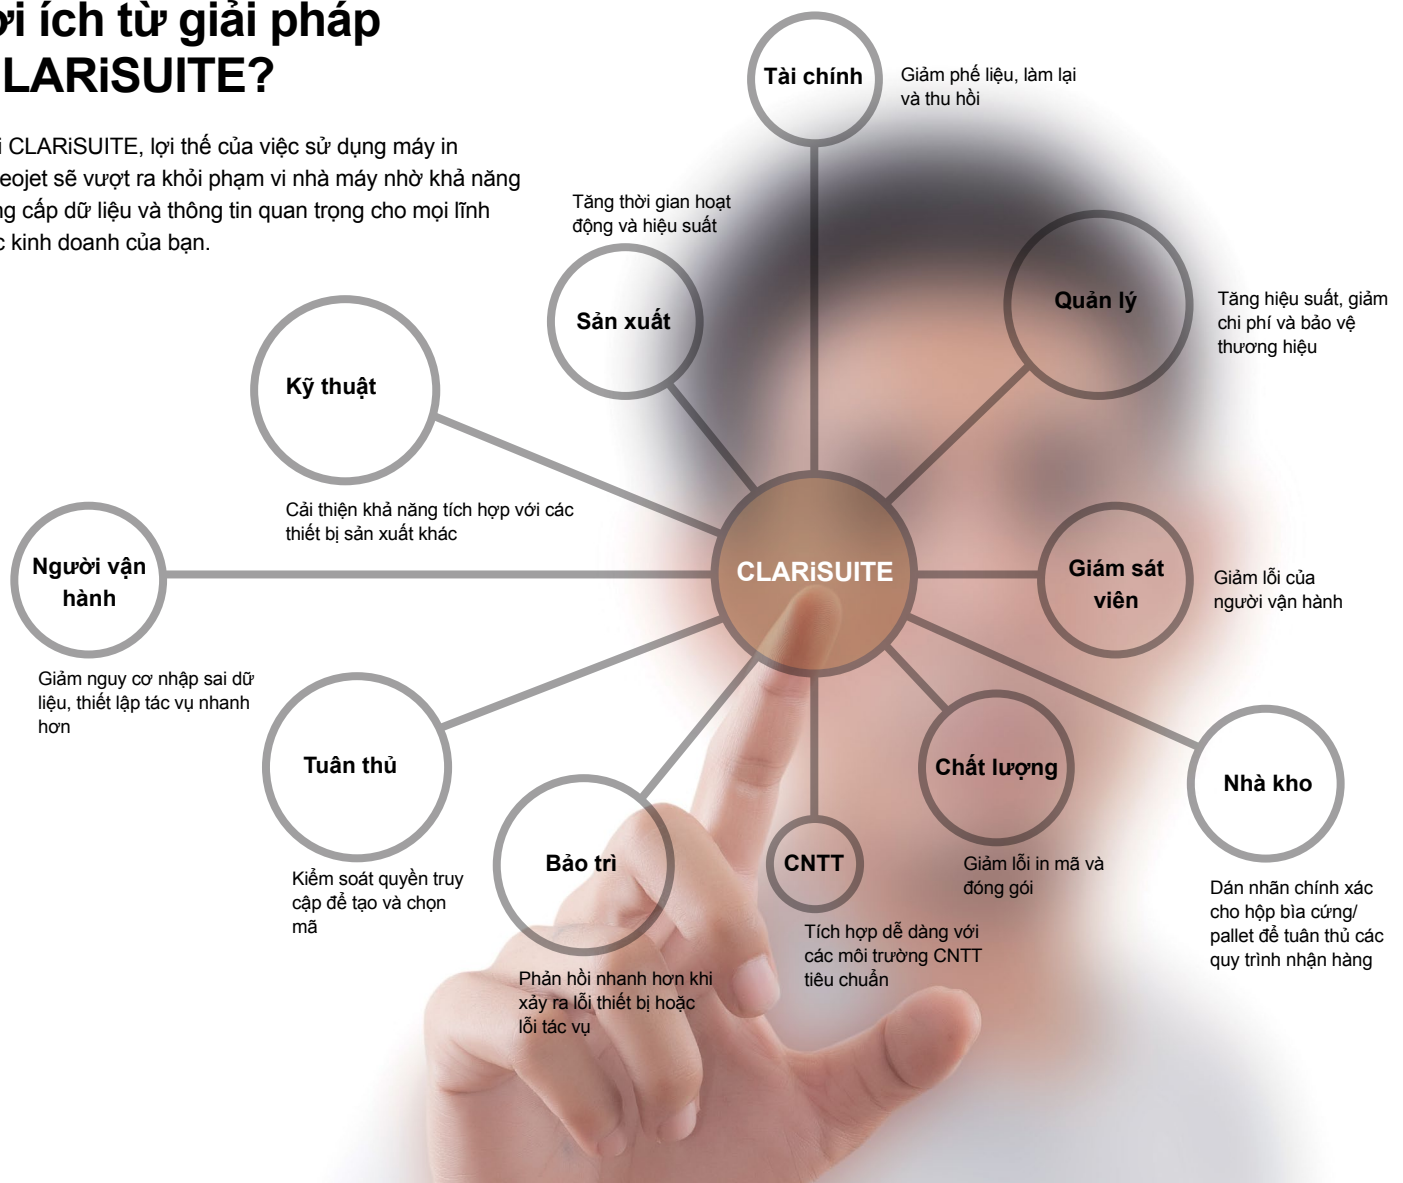 ợi ích từ giải pháp
LARiSUITE?
i CLARiSUITE, lợi thế của việc sử dụng máy in
eojet sẽ vượt ra khỏi phạm vi nhà máy nhờ khả năng
ng cấp dữ liệu và thông tin quan trọng cho mọi lĩnh
c kinh doanh của bạn.
Tài chính
Giảm phế liệu, làm lại
và thu hồi
Tăng thời gian hoạt
động và hiệu suất
Sản xuất
Quản lý
Tăng hiệu suất, giảm
chi phí và bảo vệ
thương hiệu
Kỹ thuật
Cải thiện khả năng tích hợp với các
thiết bị sản xuất khác
Người vận
hành
Giảm nguy cơ nhập sai dữ
liệu, thiết lập tác vụ nhanh
hơn
CLARiSUITE
Giám sát
viên
Giảm lỗi của
người vận hành
Tuân thủ
Kiểm soát quyền truy
cập để tạo và chọn
mã
Bảo trì
Phản hồi nhanh hơn khi
xảy ra lỗi thiết bị hoặc
lỗi tác vụ
CNTT
Tích hợp dễ dàng với
các môi trường CNTT
tiêu chuẩn
Chất lượng
Giảm lỗi in mã và
đóng gói
Nhà kho
Dán nhãn chính xác
cho hộp bìa cứng/
pallet để tuân thủ các
quy trình nhận hàng